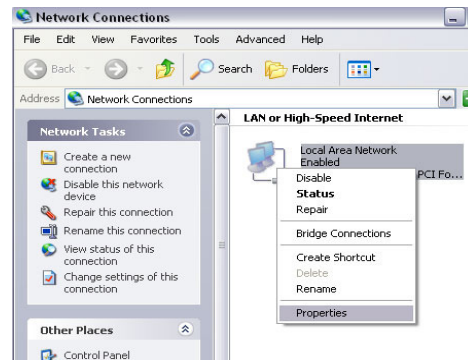 Network Connections
File Edit View Favorites Tools Advanced Help
Back Search Folders
Address Network Connections
Network Tasks
Create a new
connection
Disable this network
device
Repair this connection
Rename this connection
View status of this
connection
Change settings of this
connection
Other Places
Control Panel
LAN or High-Speed Internet
Local Area Network
Enabled
PCI Fo...
Disable
Status
Repair
Bridge Connections
Create Shortcut
Delete
Rename
Properties